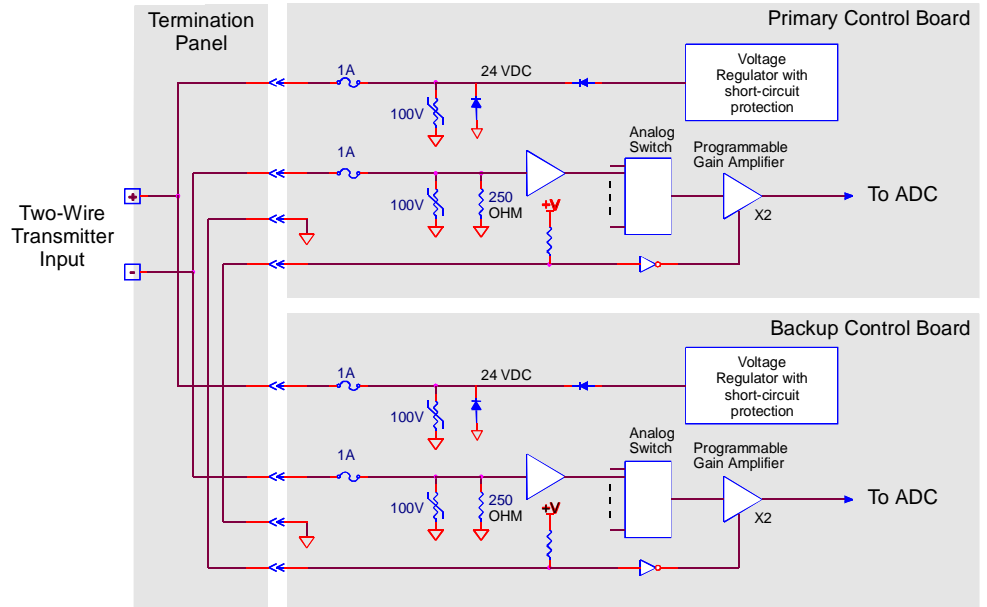 Termination
Panel
Primary Control Board
1A
24 VDC
Voltage
Regulator with
short-circuit
protection
100V
1A
Analog
Switch
Programmable
Gain Amplifier
+
Two-Wire
Transmitter
Input
-
100V
250
OHM
+V
X2
To ADC
Backup Control Board
1A
24 VDC
Voltage
Regulator with
short-circuit
protection
100V
1A
Analog
Switch
Programmable
Gain Amplifier
100V
250
OHM
+V
X2
To ADC